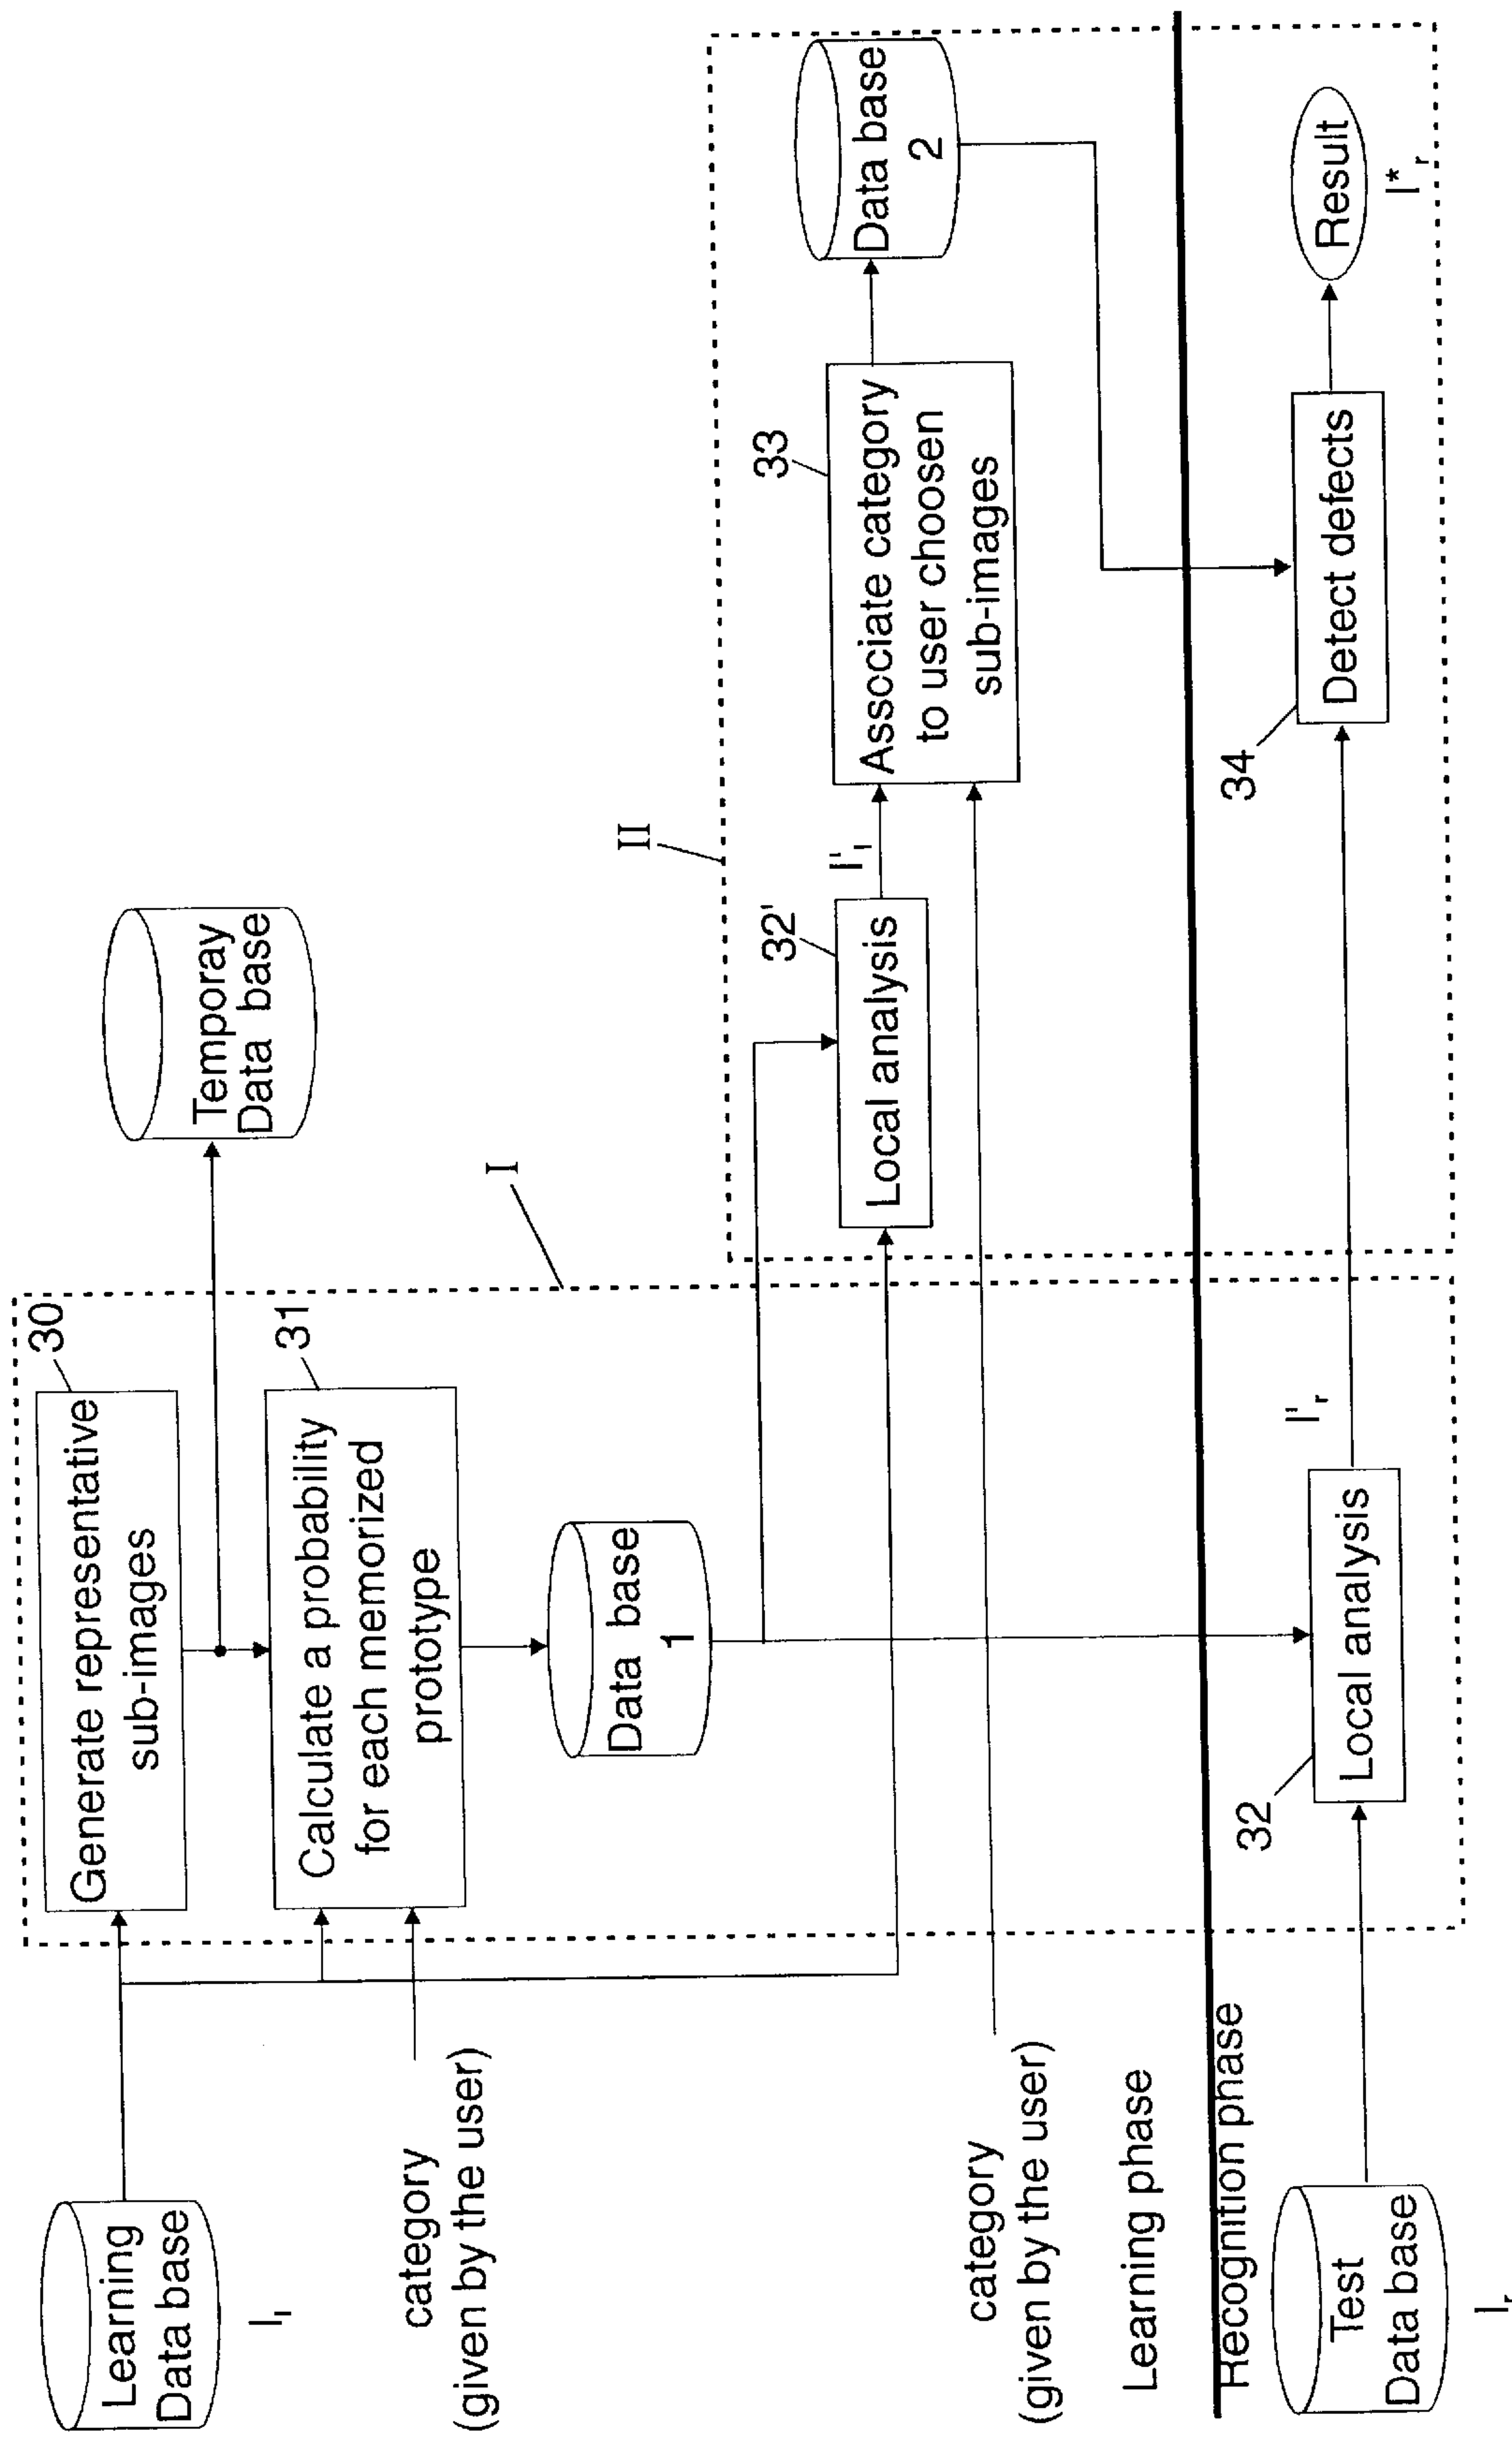 Learning
Data base
I_l
30
Generate representative
sub-images
Temporay
Data base
category
(given by the user)
31
Calculate a probability
for each memorized
prototype
I
Data base
1
II
32'
Local analysis
I'_l
33
Asscciate category
to user choosen
sub-images
Data base
2
category
(given by the user)
Learning phase
Recognition phase
Test
Data base
I_r
32
Local analysis
I'_r
34
Detect defects
Result
I*_r